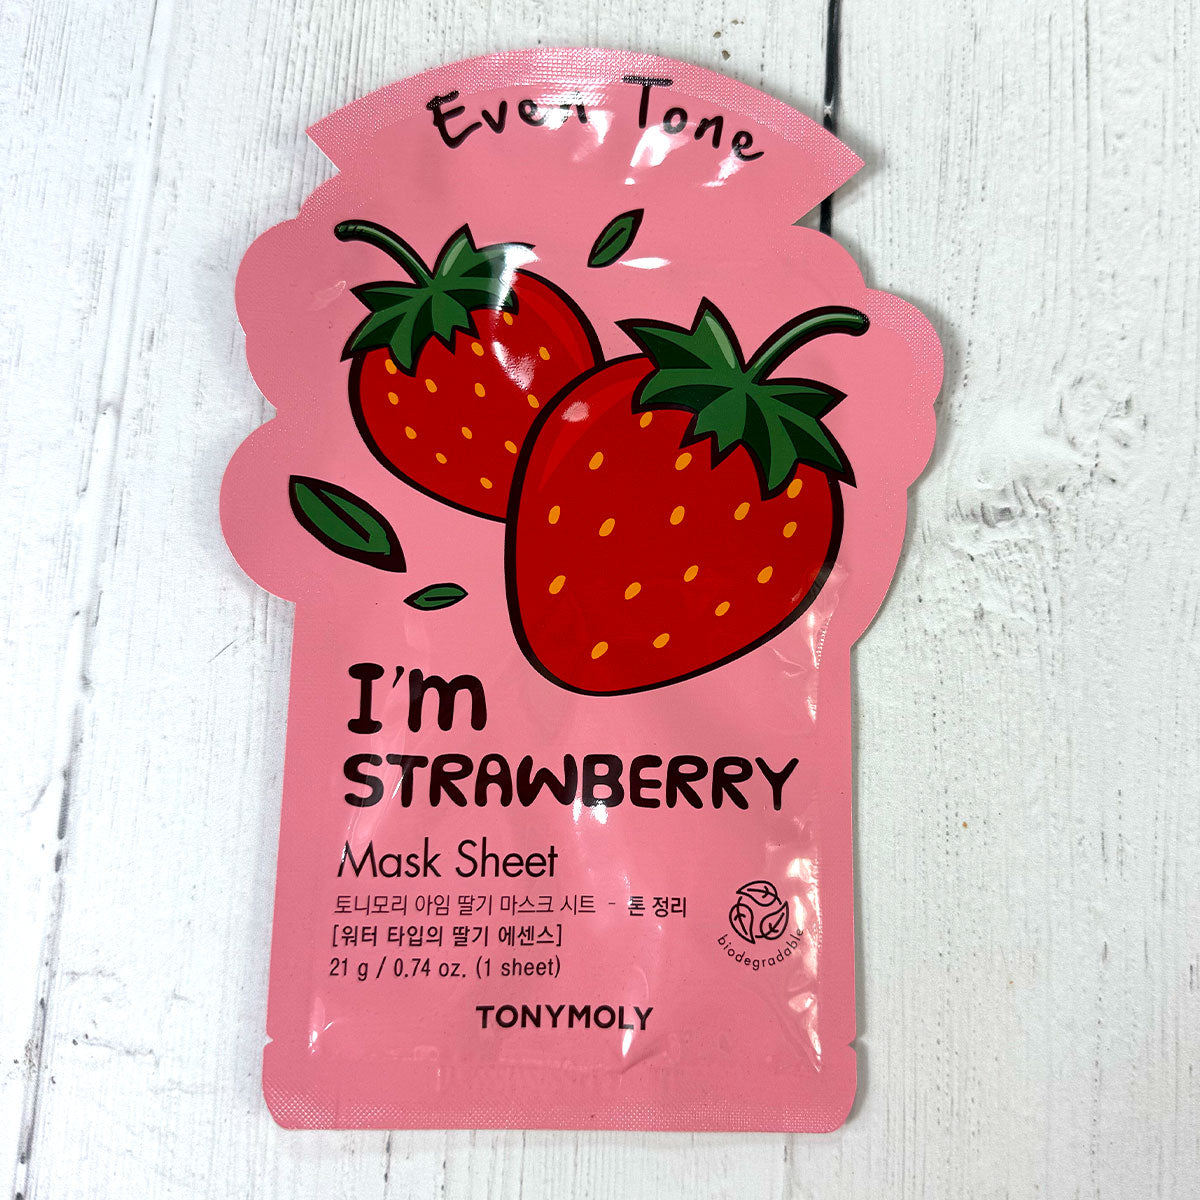 Even Tone
I'm
STRAWBERRY
Mask Sheet
토니모리 아임 딸기 마스크 시트 - 톤 정리
[워터 타입의 딸기 에센스]
21 g / 0.74 oz. (1 sheet)
biodegradable
TONYMOLY